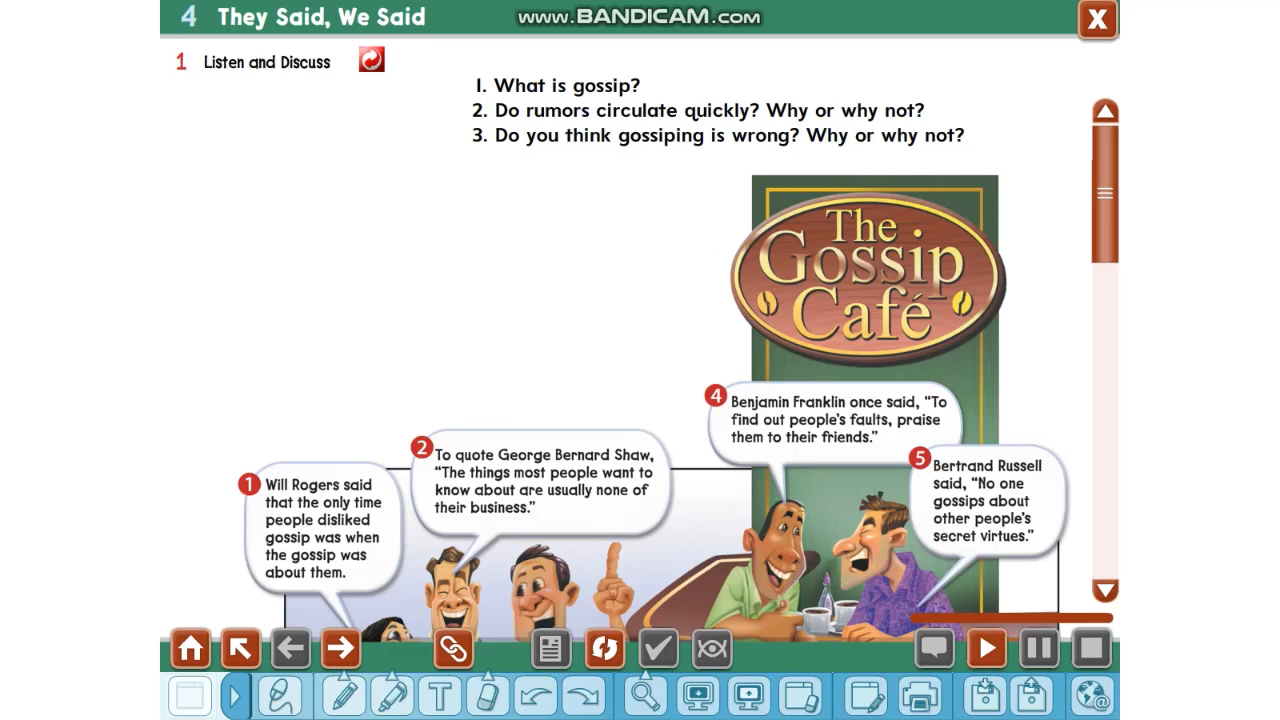 4 They Said, We Said
www.BANDICAM.com
X
1 Listen and Discuss
1. What is gossip?
2. Do rumors circulate quickly? Why or why not?
3. Do you think gossiping is wrong? Why or why not?
The
Gossip
Café
1
Will Rogers said
that the only time
people disliked
gossip was when
the gossip was
about them.
2
To quote George Bernard Shaw,
“The things most people want to
know about are usually none of
their business.”
4
Benjamin Franklin once said, “To
find out people’s faults, praise
them to their friends.”
5
Bertrand Russell
said, “No one
gossips about
other people’s
secret virtues.”
T
@